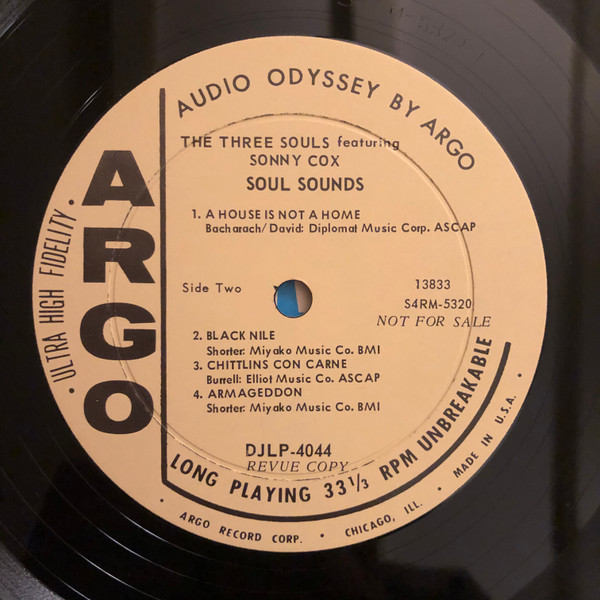 AUDIO ODYSSEY BY ARGO
ARGO
· ULTRA HIGH FIDELITY ·
THE THREE SOULS featuring
SONNY COX
SOUL SOUNDS
1. A HOUSE IS NOT A HOME
Bacharach/David: Diplomat Music Corp. ASCAP
Side Two
13833
S4RM-5320
NOT FOR SALE
2. BLACK NILE
Shorter: Miyako Music Co. BMI
3. CHITTLINS CON CARNE
Burrell: Elliot Music Co. ASCAP
4. ARMAGEDDON
Shorter: Miyako Music Co. BMI
DJLP-4044
REVUE COPY
LONG PLAYING 33 1/3 RPM UNBREAKABLE
· ARGO RECORD CORP. · CHICAGO, ILL. · MADE IN U.S.A. ·